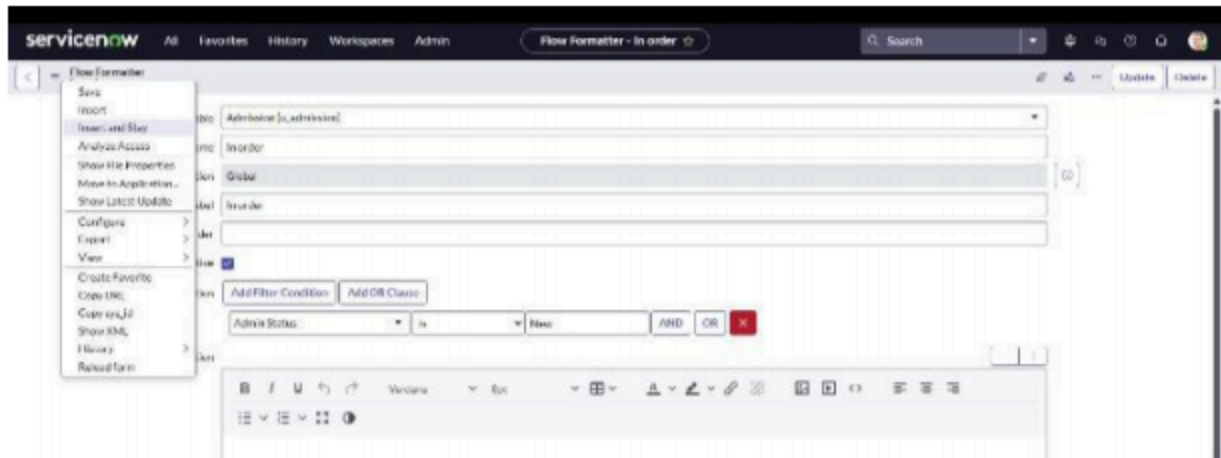 servicenow All Favorites History Workspaces Admin Flow Formatter - In order Search
Flow Formatter Update Delete
Save
Insert
Insert and Stay
Analyze Access
Show File Properties
Move to Application...
Show Latest Update
Configure
Export
View
Create Favorite
Copy URL
Copy sys_id
Show XML
History
Reload form
Admission [u_admission]
Inorder
Global
Inorder
Add Filter Condition Add OR Clause
Admin Status is New AND OR X
B I U Verdana 8pt